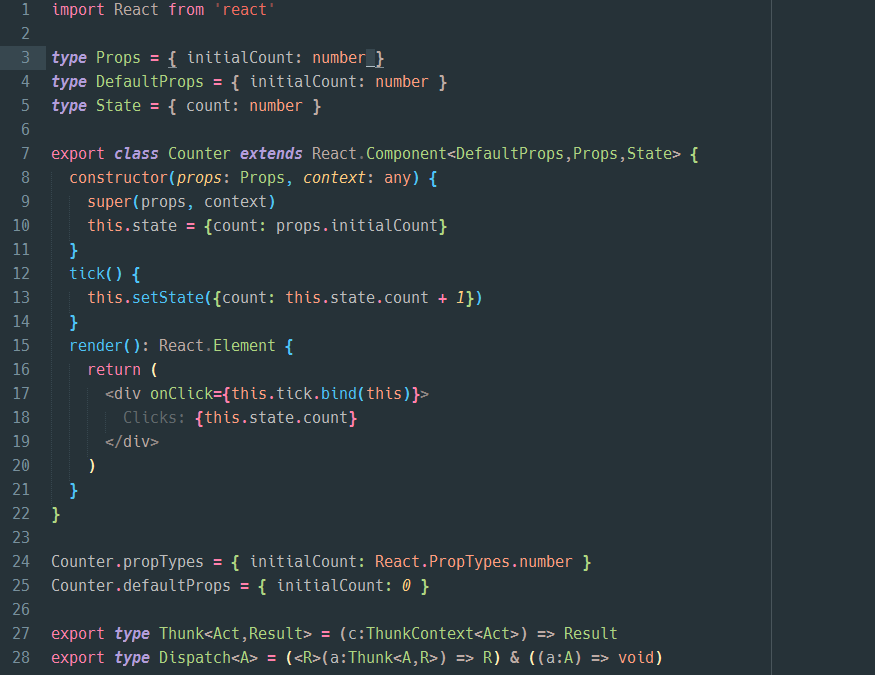 1 import React from 'react'
2
3 type Props = { initialCount: number }
4 type DefaultProps = { initialCount: number }
5 type State = { count: number }
6
7 export class Counter extends React.Component<DefaultProps,Props,State> {
8   constructor(props: Props, context: any) {
9     super(props, context)
10     this.state = {count: props.initialCount}
11   }
12   tick() {
13     this.setState({count: this.state.count + 1})
14   }
15   render(): React.Element {
16     return (
17       <div onClick={this.tick.bind(this)}>
18         Clicks: {this.state.count}
19       </div>
20     )
21   }
22 }
23
24 Counter.propTypes = { initialCount: React.PropTypes.number }
25 Counter.defaultProps = { initialCount: 0 }
26
27 export type Thunk<Act,Result> = (c:ThunkContext<Act>) => Result
28 export type Dispatch<A> = (<R>(a:Thunk<A,R>) => R) & ((a:A) => void)